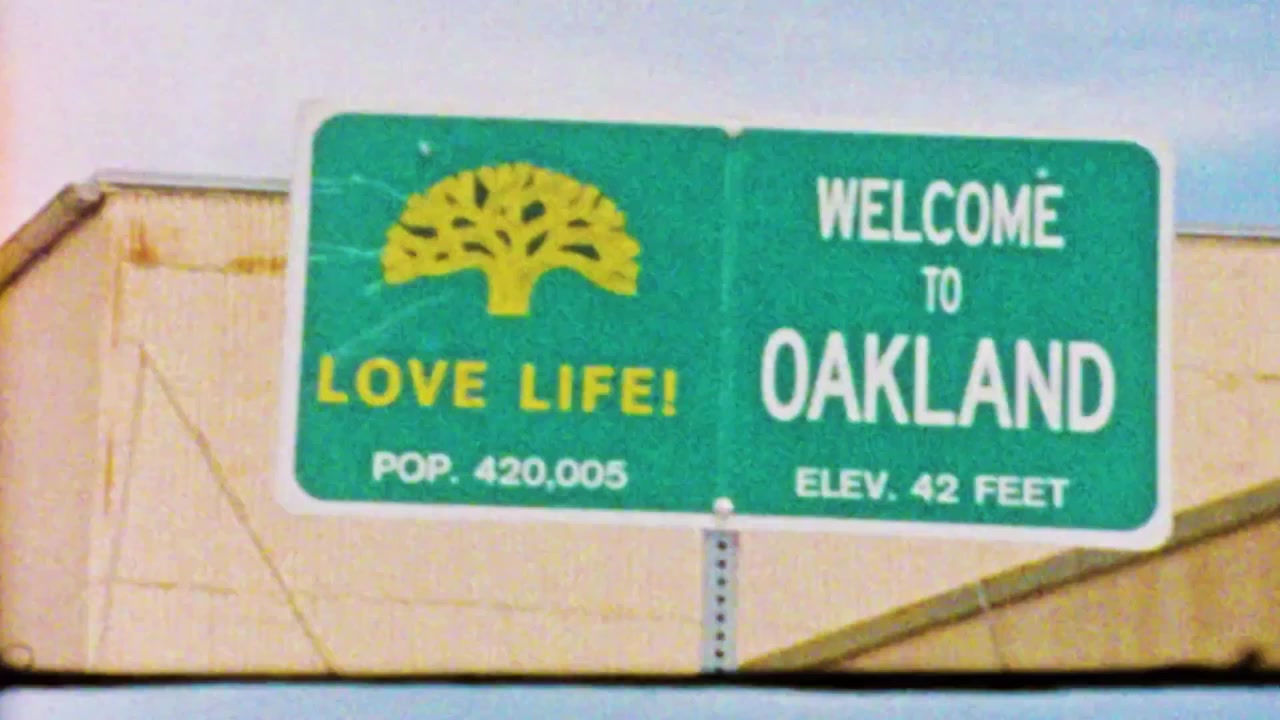 LOVE LIFE!
POP. 420,005
WELCOME
TO
OAKLAND
ELEV. 42 FEET